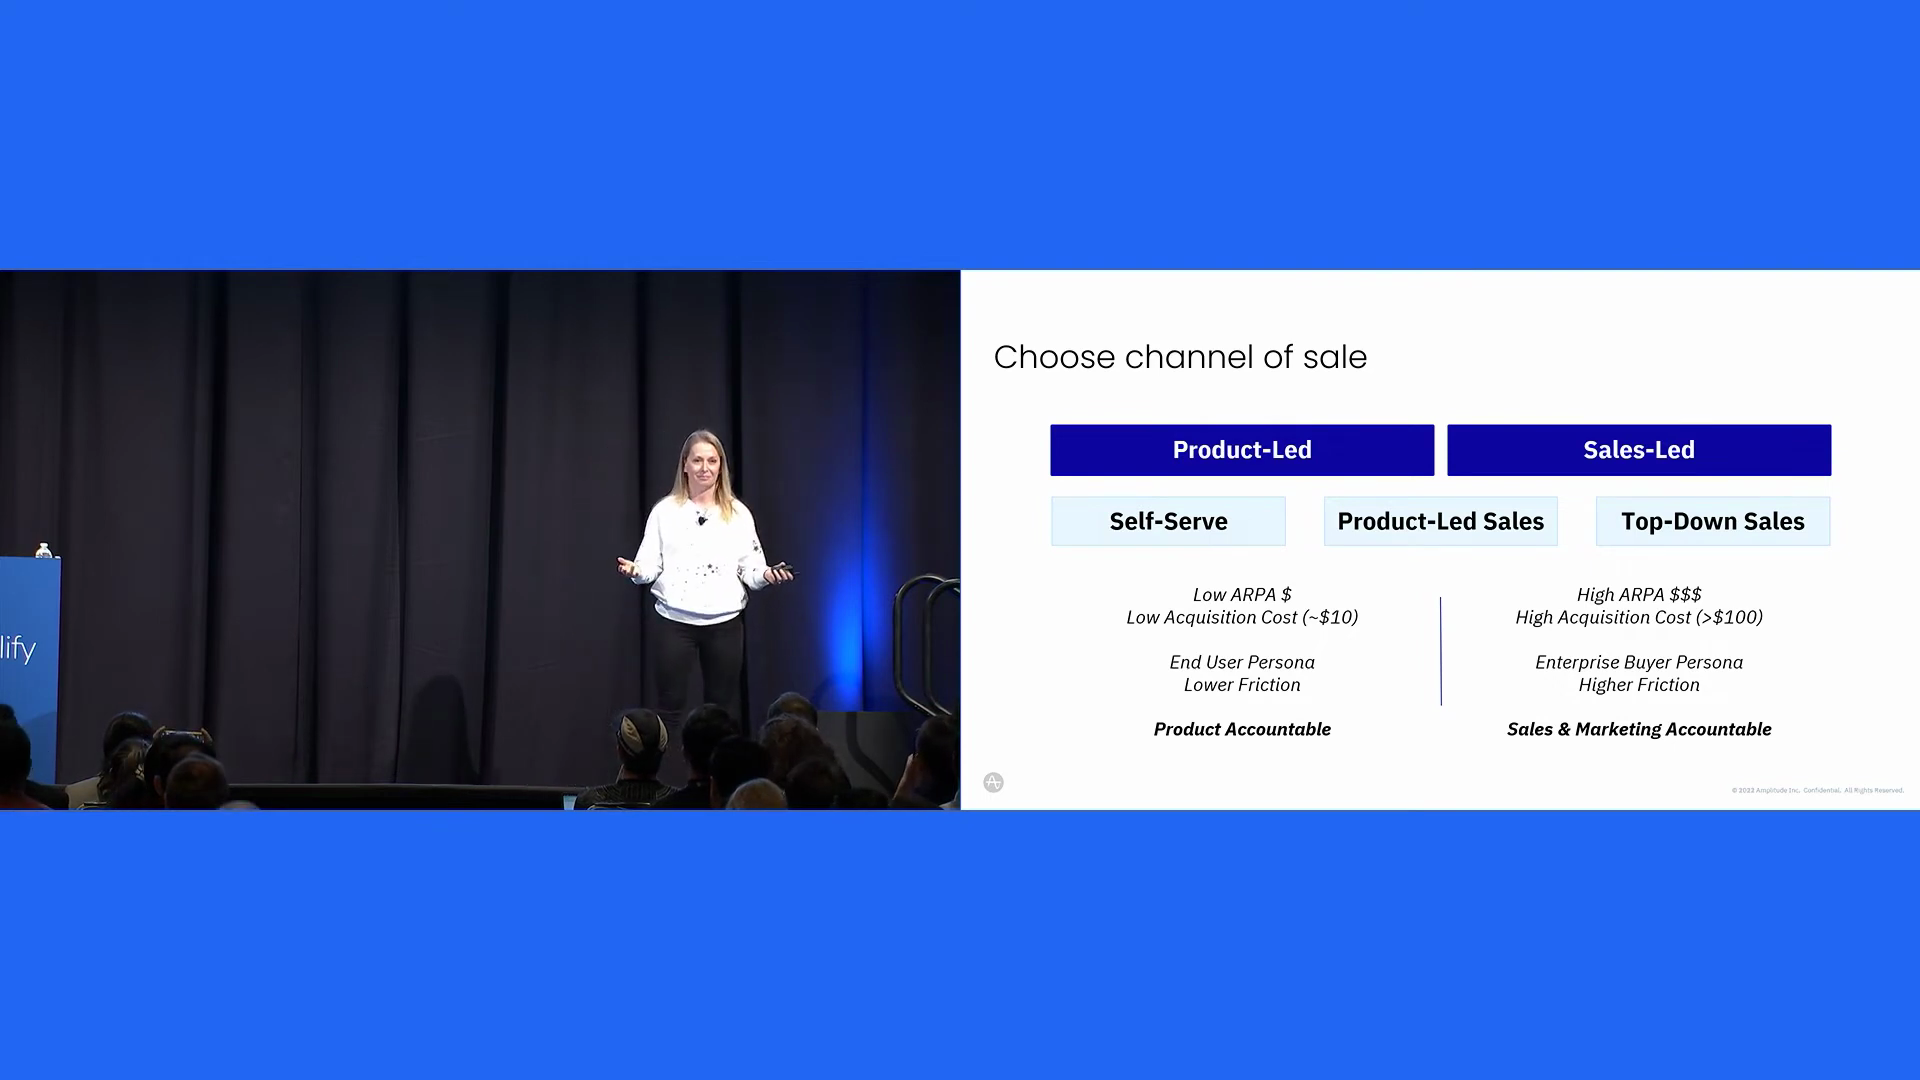 lify
Choose channel of sale
Product-Led
Sales-Led
Self-Serve
Product-Led Sales
Top-Down Sales
Low ARPA $
Low Acquisition Cost (~$10)
End User Persona
Lower Friction
Product Accountable
High ARPA $$$
High Acquisition Cost (>$100)
Enterprise Buyer Persona
Higher Friction
Sales & Marketing Accountable
© 2022 Amplitude Inc. Confidential. All Rights Reserved.